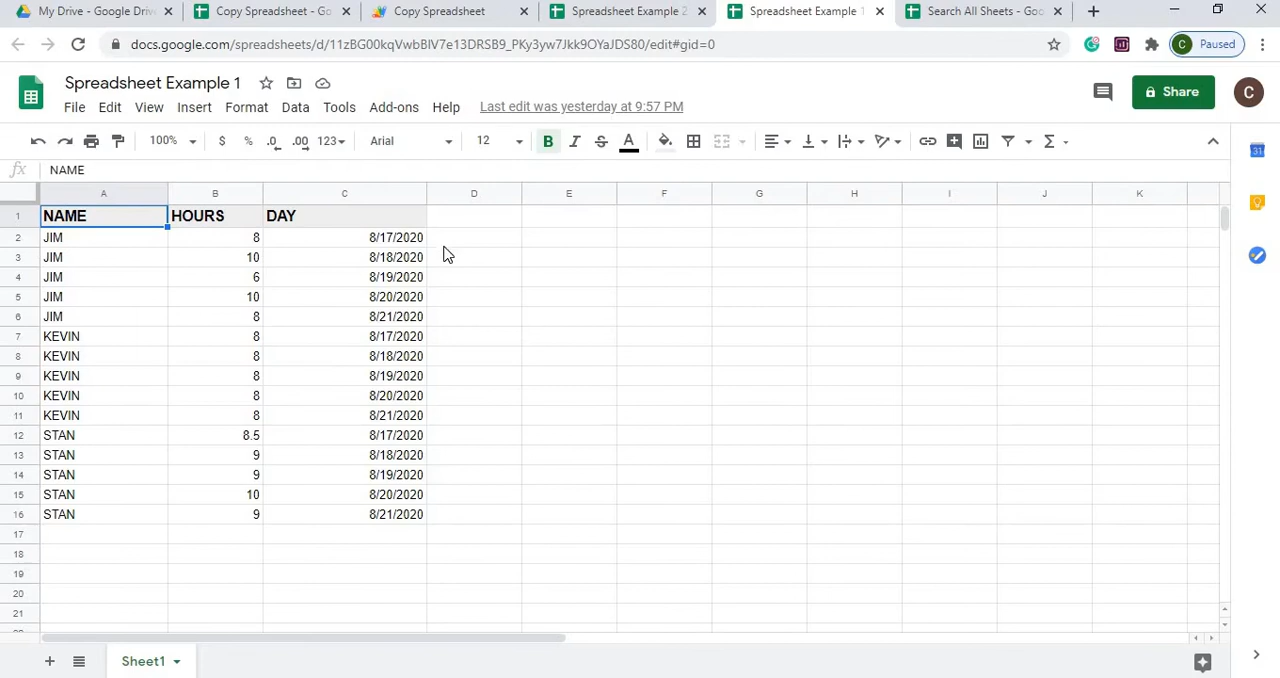 My Drive - Google Driv
Copy Spreadsheet - Go
Copy Spreadsheet
Spreadsheet Example 2
Spreadsheet Example 1
Search All Sheets - Goo
docs.google.com/spreadsheets/d/11zBG00kqVwbBlV7e13DRSB9_PKy3yw7Jkk9OYaJDS80/edit#gid=0
C Paused
Spreadsheet Example 1
File Edit View Insert Format Data Tools Add-ons Help Last edit was yesterday at 9:57 PM
Share
C
100% $ % .0 .00 123 Arial 12 B I S A
31
fx NAME
A B C D E F G H I J K
1 NAME HOURS DAY
2 JIM 8 8/17/2020
3 JIM 10 8/18/2020
4 JIM 6 8/19/2020
5 JIM 10 8/20/2020
6 JIM 8 8/21/2020
7 KEVIN 8 8/17/2020
8 KEVIN 8 8/18/2020
9 KEVIN 8 8/19/2020
10 KEVIN 8 8/20/2020
11 KEVIN 8 8/21/2020
12 STAN 8.5 8/17/2020
13 STAN 9 8/18/2020
14 STAN 9 8/19/2020
15 STAN 10 8/20/2020
16 STAN 9 8/21/2020
17
18
19
20
21
Sheet1